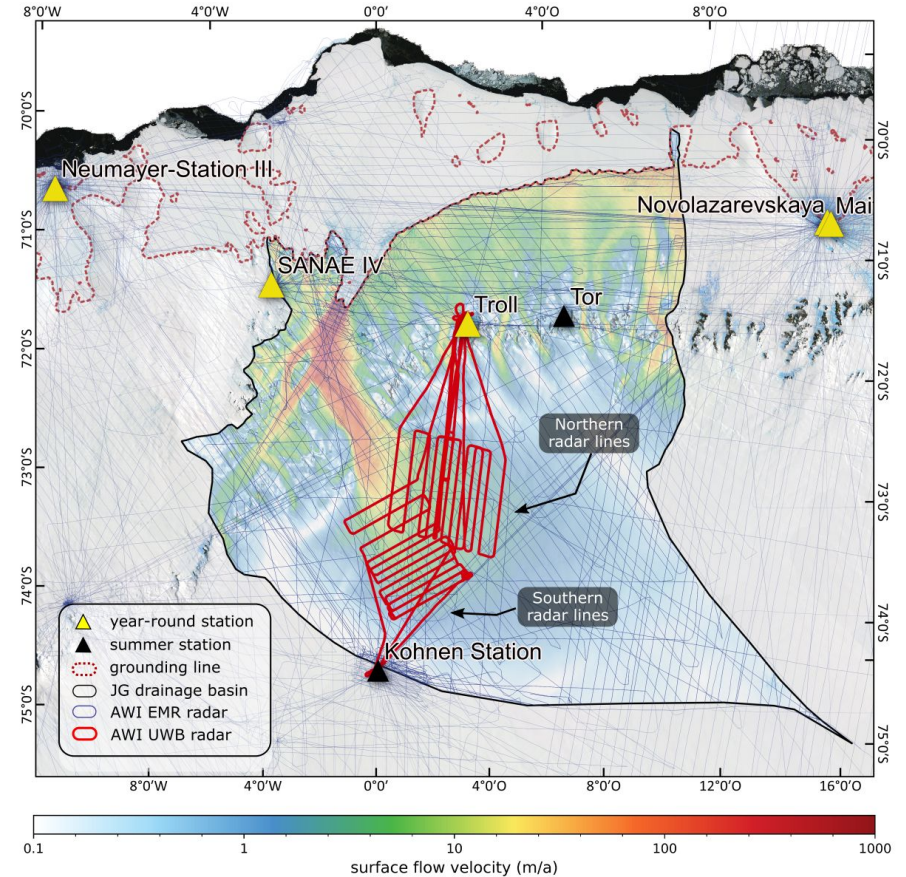 8°0′W 4°0′W 0°0′ 4°0′O 8°0′O
70°0′S
70°0′S
Neumayer-Station III
Novolazarevskaya Mai
71°0′S
71°0′S
SANAE IV
Troll
Tor
72°0′S
72°0′S
Northern
radar lines
73°0′S
73°0′S
74°0′S
Southern
radar lines
74°0′S
year-round station
summer station
grounding line
JG drainage basin
AWI EMR radar
AWI UWB radar
Kohnen Station
75°0′S
75°0′S
8°0′W 4°0′W 0°0′ 4°0′O 8°0′O 12°0′O 16°0′O
0.1 1 10 100 1000
surface flow velocity (m/a)